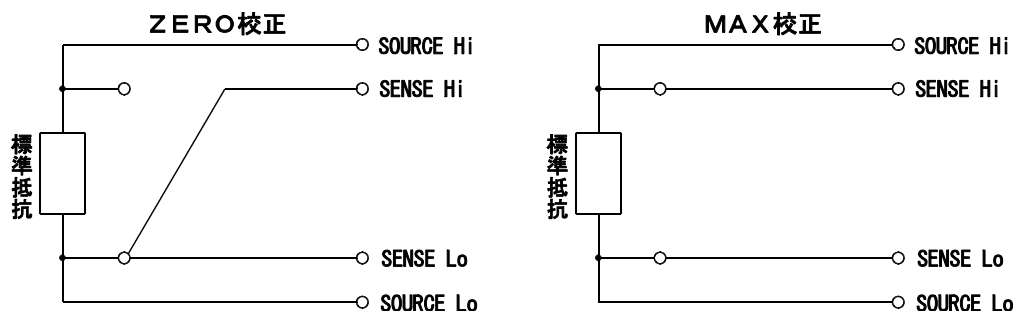 ZERO校正
SOURCE Hi
SENSE Hi
標準抵抗
SENSE Lo
SOURCE Lo
MAX校正
SOURCE Hi
SENSE Hi
標準抵抗
SENSE Lo
SOURCE Lo